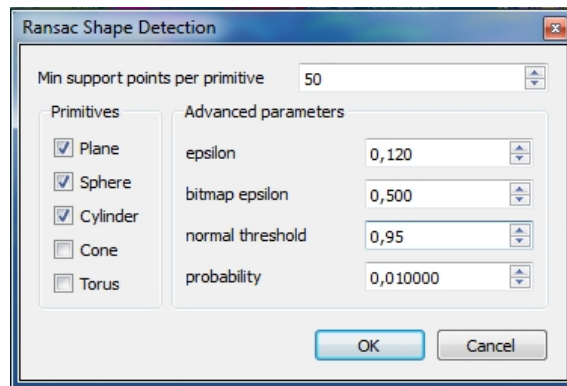 Ransac Shape Detection
Min support points per primitive 50
Primitives
Plane
Sphere
Cylinder
Cone
Torus
Advanced parameters
epsilon 0,120
bitmap epsilon 0,500
normal threshold 0,95
probability 0,010000
OK Cancel